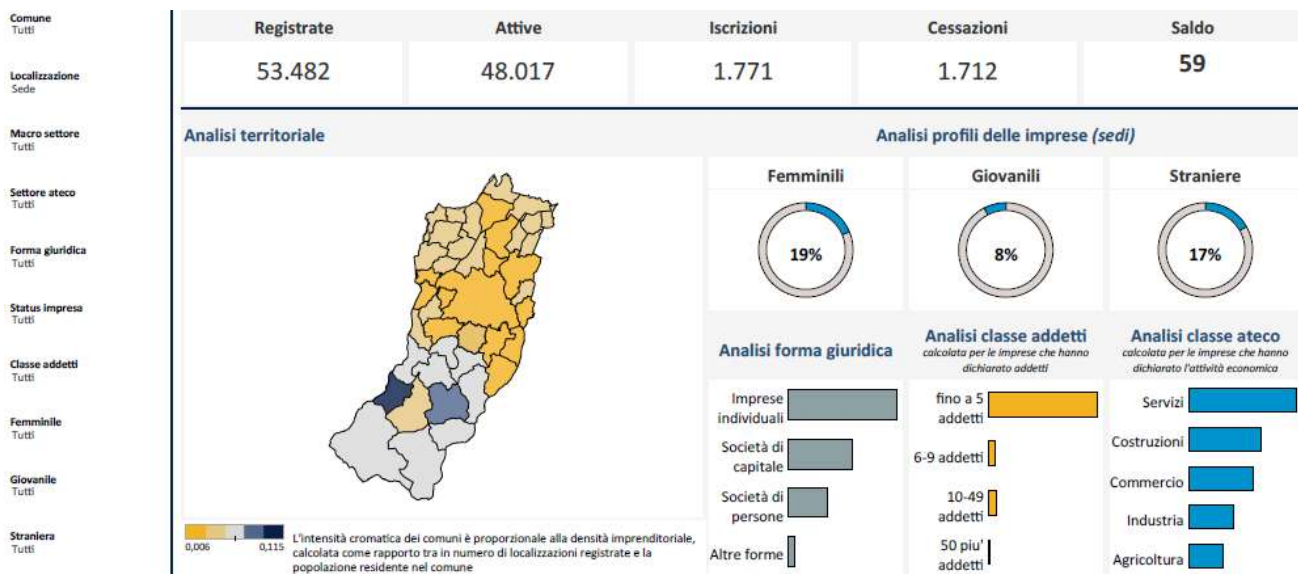 Comune
Tutti
Localizzazione
Sede
Macro settore
Tutti
Settore ateco
Tutti
Forma giuridica
Tutti
Status impresa
Tutti
Classe addetti
Tutti
Femminile
Tutti
Giovanile
Tutti
Straniera
Tutti
Registrate
Attive
Iscrizioni
Cessazioni
Saldo
53.482
48.017
1.771
1.712
59
Analisi territoriale
0,006
0,115
L'intensità cromatica dei comuni è proporzionale alla densità imprenditoriale,
calcolata come rapporto tra in numero di localizzazioni registrate e la
popolazione residente nel comune
Analisi profili delle imprese (sedi)
Femminili
Giovanili
Straniere
19%
8%
17%
Analisi forma giuridica
Imprese
individuali
Società di
capitale
Società di
persone
Altre forme
Analisi classe addetti
calcolata per le imprese che hanno
dichiarato addetti
fino a 5
addetti
6-9 addetti
10-49
addetti
50 piu'
addetti
Analisi classe ateco
calcolata per le imprese che hanno
dichiarato l'attività economica
Servizi
Costruzioni
Commercio
Industria
Agricoltura